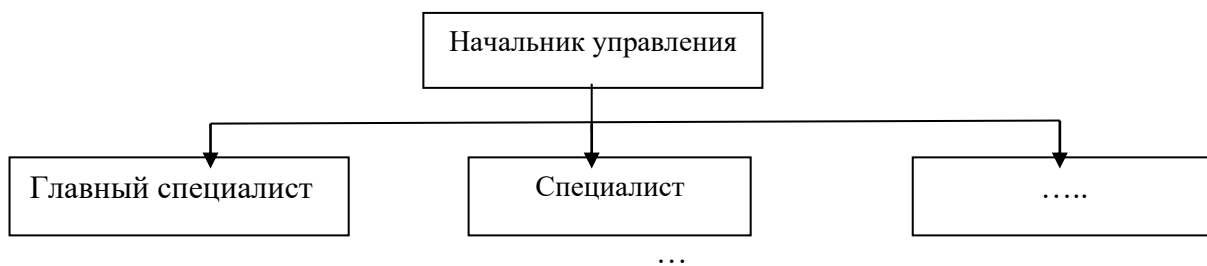 Начальник управления
Главный специалист
Специалист
…..
…